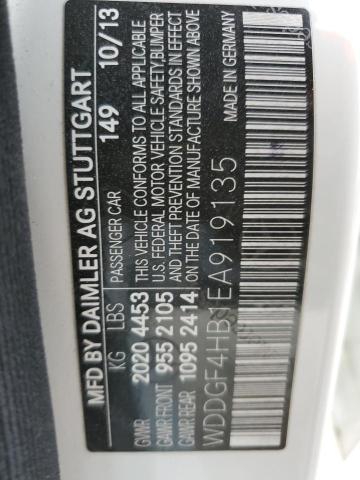 MFD BY DAIMLER AG STUTTGART
149 10/13
KG LBS PASSENGER CAR
GVWR 2020 4453
GAWR FRONT 955 2105
GAWR REAR 1095 2414
THIS VEHICLE CONFORMS TO ALL APPLICABLE
U.S. FEDERAL MOTOR VEHICLE SAFETY,BUMPER
AND THEFT PREVENTION STANDARDS IN EFFECT
ON THE DATE OF MANUFACTURE SHOWN ABOVE
MADE IN GERMANY